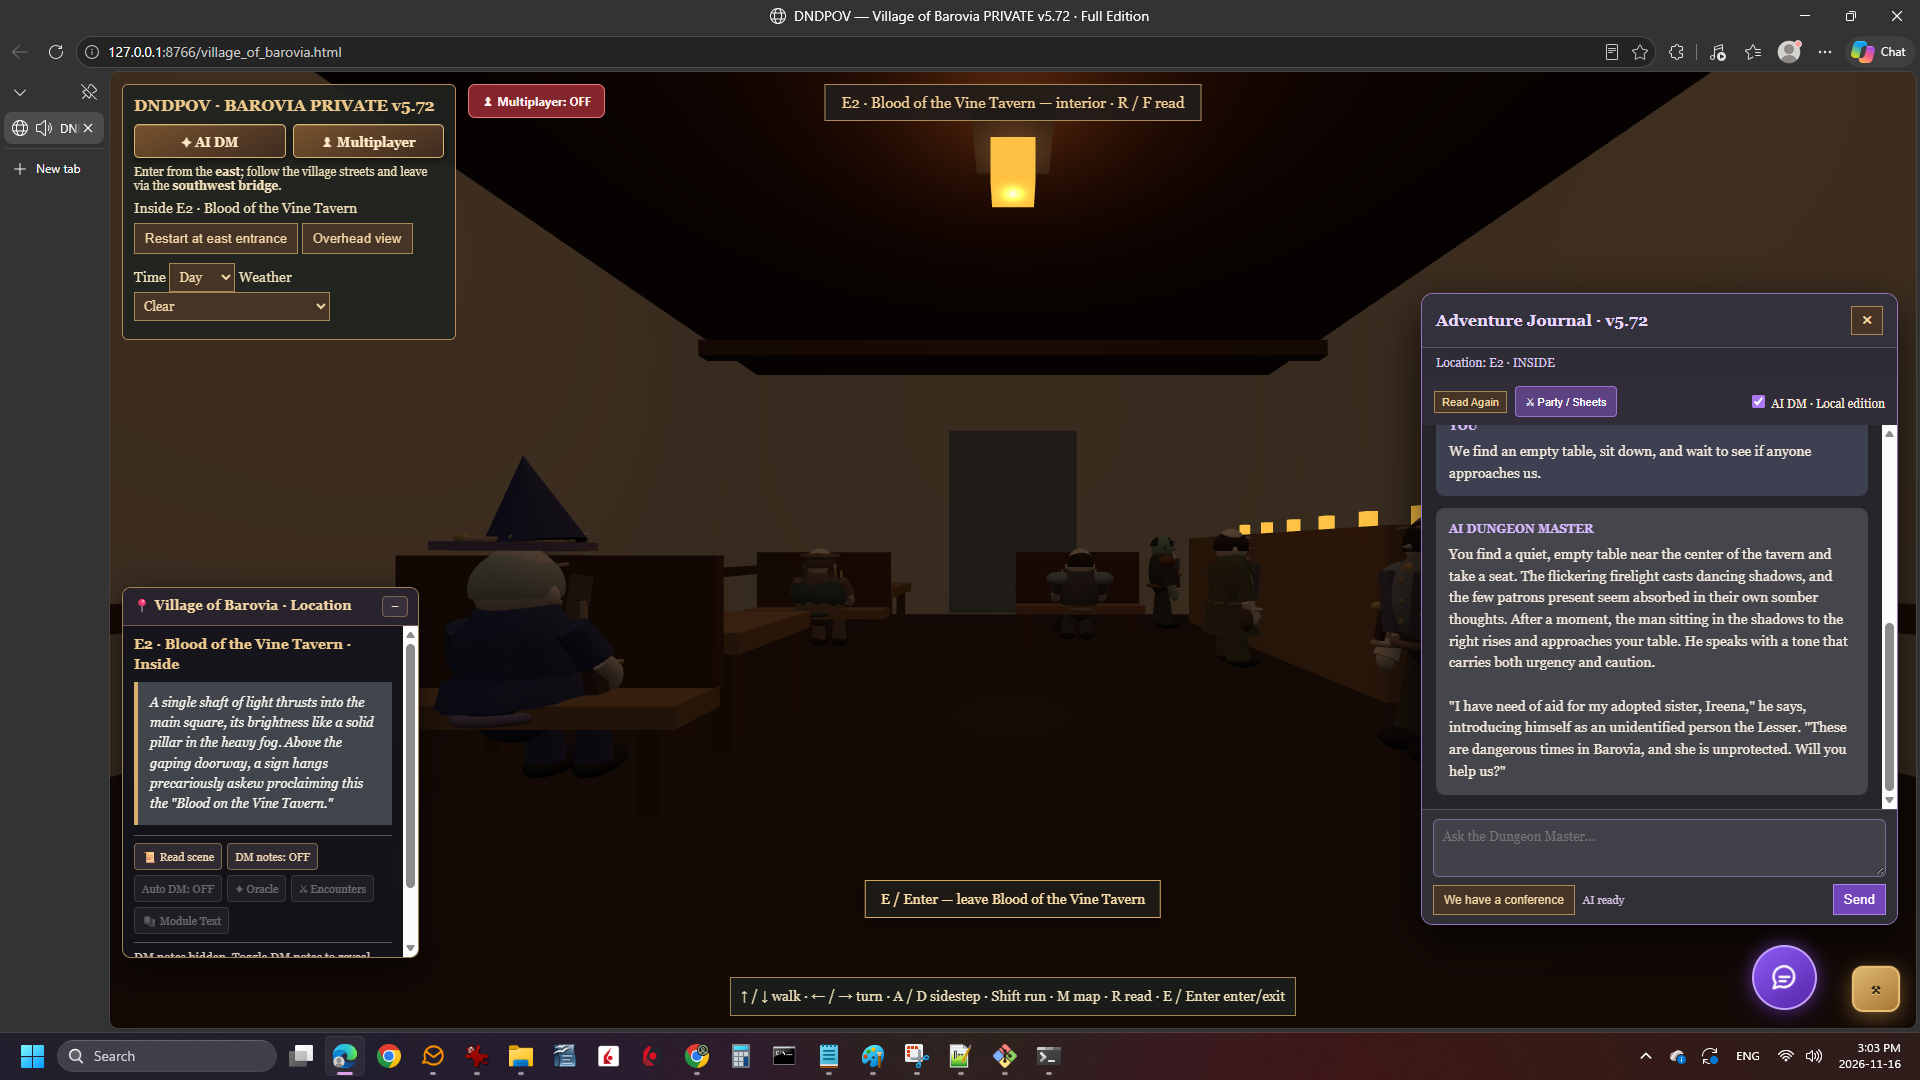 DNDPOV — Village of Barovia PRIVATE v5.72 · Full Edition
127.0.0.1:8766/village_of_barovia.html
Chat
DN
New tab
DNDPOV - BAROVIA PRIVATE v5.72
✦ AI DM
Multiplayer
Enter from the east; follow the village streets and leave
via the southwest bridge.
Inside E2 · Blood of the Vine Tavern
Restart at east entrance
Overhead view
Time Day Weather
Clear
Multiplayer: OFF
E2 · Blood of the Vine Tavern — interior · R / F read
Village of Barovia · Location
–
E2 · Blood of the Vine Tavern ·
Inside
A single shaft of light thrusts into the
main square, its brightness like a solid
pillar in the heavy fog. Above the
gaping doorway, a sign hangs
precariously askew proclaiming this
the "Blood on the Vine Tavern."
Read scene
DM notes: OFF
Auto DM: OFF
✦ Oracle
⚔ Encounters
Module Text
DM notes hidden. Toggle DM notes to reveal
E / Enter — leave Blood of the Vine Tavern
↑ / ↓ walk · ← / → turn · A / D sidestep · Shift run · M map · R read · E / Enter enter/exit
Adventure Journal · v5.72
×
Location: E2 · INSIDE
Read Again
⚔ Party / Sheets
AI DM · Local edition
YOU
We find an empty table, sit down, and wait to see if anyone
approaches us.
AI DUNGEON MASTER
You find a quiet, empty table near the center of the tavern and
take a seat. The flickering firelight casts dancing shadows, and
the few patrons present seem absorbed in their own somber
thoughts. After a moment, the man sitting in the shadows to the
right rises and approaches your table. He speaks with a tone that
carries both urgency and caution.
"I have need of aid for my adopted sister, Ireena," he says,
introducing himself as an unidentified person the Lesser. "These
are dangerous times in Barovia, and she is unprotected. Will you
help us?"
Ask the Dungeon Master...
We have a conference
AI ready
Send
Search
ENG
3:03 PM
2026-11-16